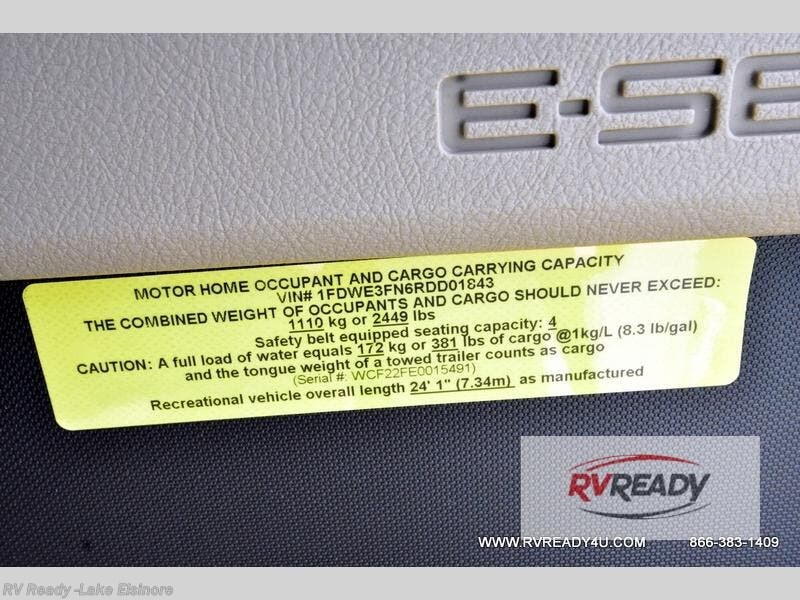 E-SE
MOTOR HOME OCCUPANT AND CARGO CARRYING CAPACITY
VIN# 1FDWE3FN6RDD01843
THE COMBINED WEIGHT OF OCCUPANTS AND CARGO SHOULD NEVER EXCEED:
1110 kg or 2449 lbs
Safety belt equipped seating capacity: 4
CAUTION: A full load of water equals 172 kg or 381 lbs of cargo @1kg/L (8.3 lb/gal)
and the tongue weight of a towed trailer counts as cargo
(Serial #: WCF22FE0015491)
Recreational vehicle overall length 24' 1" (7.34m) as manufactured
RVREADY
WWW.RVREADY4U.COM 866-383-1409
RV Ready -Lake Elsinore